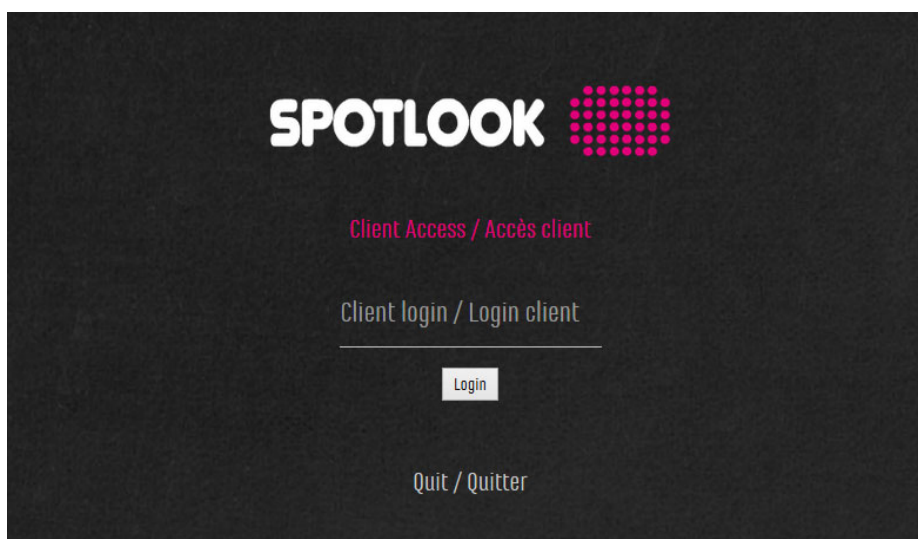 SPOTLOOK
Client Access / Accès client
Client login / Login client
Login
Quit / Quitter